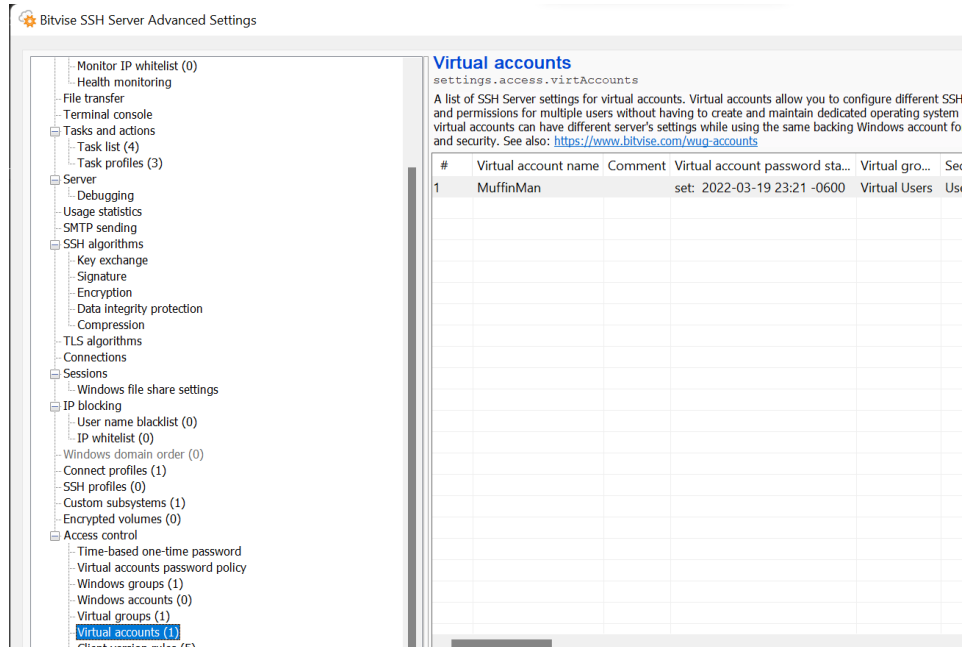 Bitvise SSH Server Advanced Settings
Monitor IP whitelist (0)
Health monitoring
File transfer
Terminal console
Tasks and actions
Task list (4)
Task profiles (3)
Server
Debugging
Usage statistics
SMTP sending
SSH algorithms
Key exchange
Signature
Encryption
Data integrity protection
Compression
TLS algorithms
Connections
Sessions
Windows file share settings
IP blocking
User name blacklist (0)
IP whitelist (0)
Windows domain order (0)
Connect profiles (1)
SSH profiles (0)
Custom subsystems (1)
Encrypted volumes (0)
Access control
Time-based one-time password
Virtual accounts password policy
Windows groups (1)
Windows accounts (0)
Virtual groups (1)
Virtual accounts (1)
Client version rules (5)
Virtual accounts
settings.access.virtAccounts
A list of SSH Server settings for virtual accounts. Virtual accounts allow you to configure different SSH
and permissions for multiple users without having to create and maintain dedicated operating system
virtual accounts can have different server's settings while using the same backing Windows account fo
and security. See also: https://www.bitvise.com/wug-accounts
# Virtual account name Comment Virtual account password sta... Virtual gro... Sec
1 MuffinMan set: 2022-03-19 23:21 -0600 Virtual Users Use